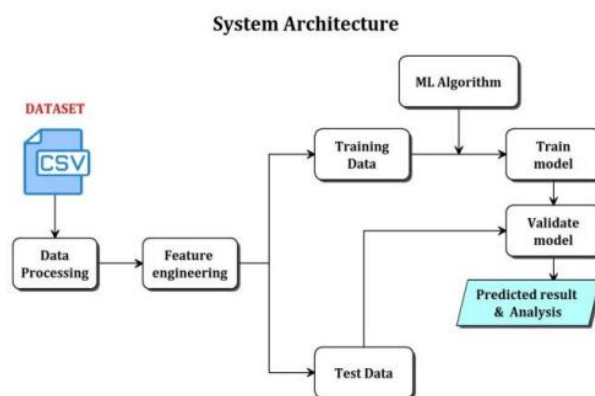 System Architecture
ML Algorithm
DATASET
CSV
Training
Data
Train
model
Data
Processing
Feature
engineering
Validate
model
Predicted result
& Analysis
Test Data